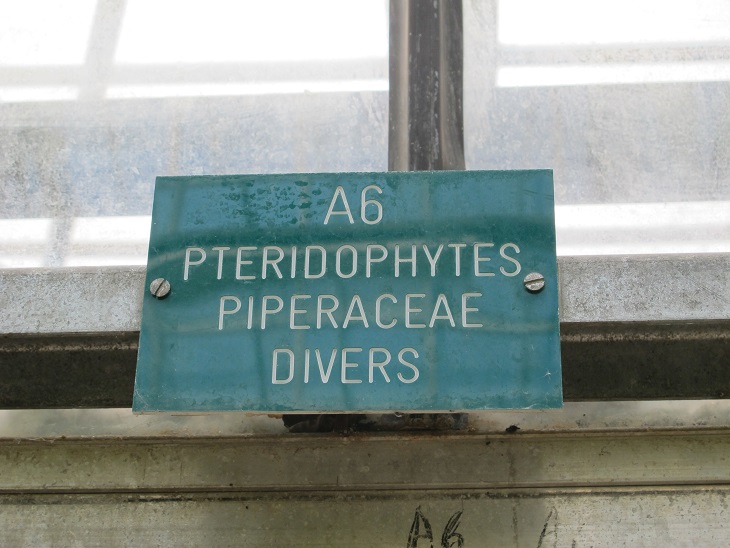 A6
PTERIDOPHYTES
PIPERACEAE
DIVERS
A6 A